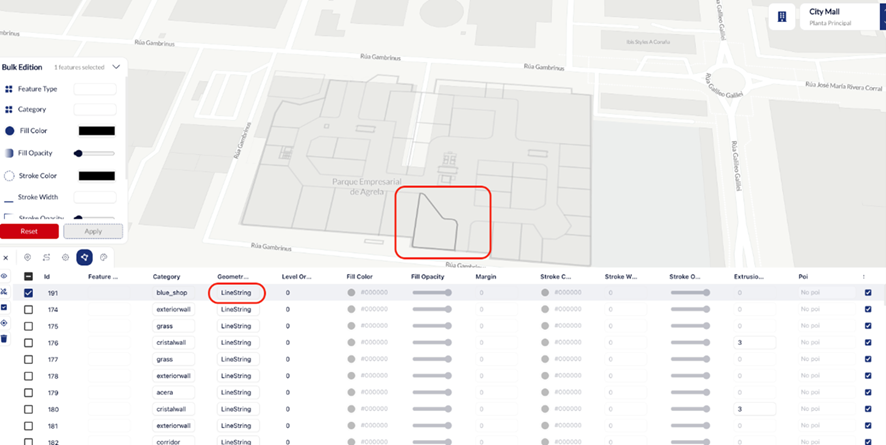 City Mall
Planta Principal
Rúa Gambrinus
Rúa Gambrinus
Rúa Gambrinus
Rúa Galileo Galilei
Rúa José María Rivera Corral
Rúa Galileo Galilei
Rúa Gambrinus
Parque Empresarial
de Agrela
Rúa Gambrinus
Rúa Gambrinus
Bulk Edition 1 features selected
Feature Type
Category
Fill Color
Fill Opacity
Stroke Color
Stroke Width
Stroke Opacity
Reset Apply
Id Feature ... Category Geometr... Level Or... Fill Color Fill Opacity Margin Stroke C... Stroke W... Stroke O... Extrusio... Poi
191 blue_shop LineString 0 #000000 0 #000000 0 0 No poi
174 exteriorwall LineString 0 #000000 0 #000000 0 0 No poi
175 grass LineString 0 #000000 0 #000000 0 0 No poi
176 cristalwall LineString 0 #000000 0 #000000 0 3 No poi
177 grass LineString 0 #000000 0 #000000 0 0 No poi
178 exteriorwall LineString 0 #000000 0 #000000 0 0 No poi
179 acera LineString 0 #000000 0 #000000 0 0 No poi
180 cristalwall LineString 0 #000000 0 #000000 0 3 No poi
181 exteriorwall LineString 0 #000000 0 #000000 0 0 No poi
182 corridor LineString 0 #000000 0 #000000 0 0 No poi